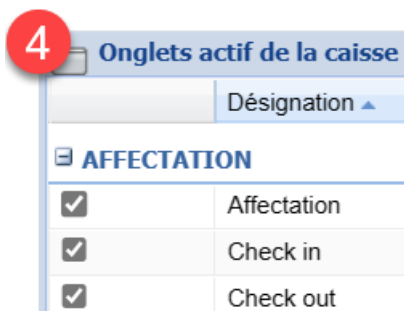 4
Onglets actif de la caisse
Désignation
AFFECTATION
Affectation
Check in
Check out